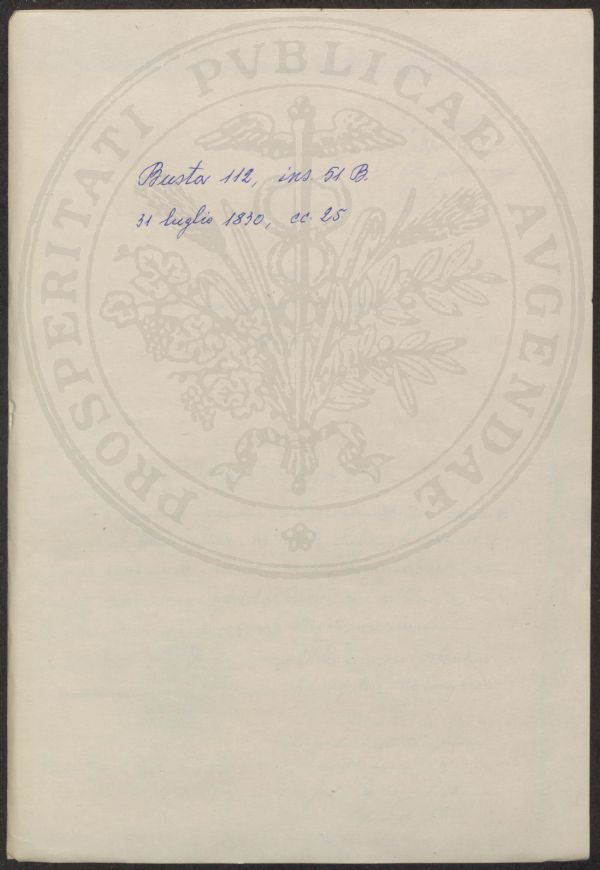 Busta 112, ins. 51 B.
31 luglio 1830, cc. 25
PROSPERITATI PVBLICAE AVGENDAE